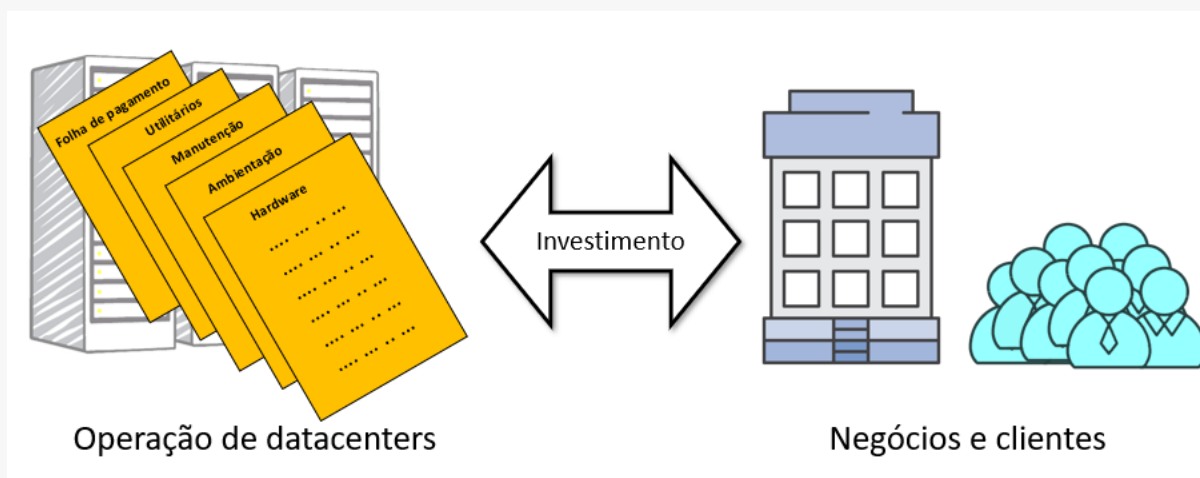 Folha de pagamento
Utilitários
Manutenção
Ambientação
Hardware
Investimento
Operação de datacenters
Negócios e clientes